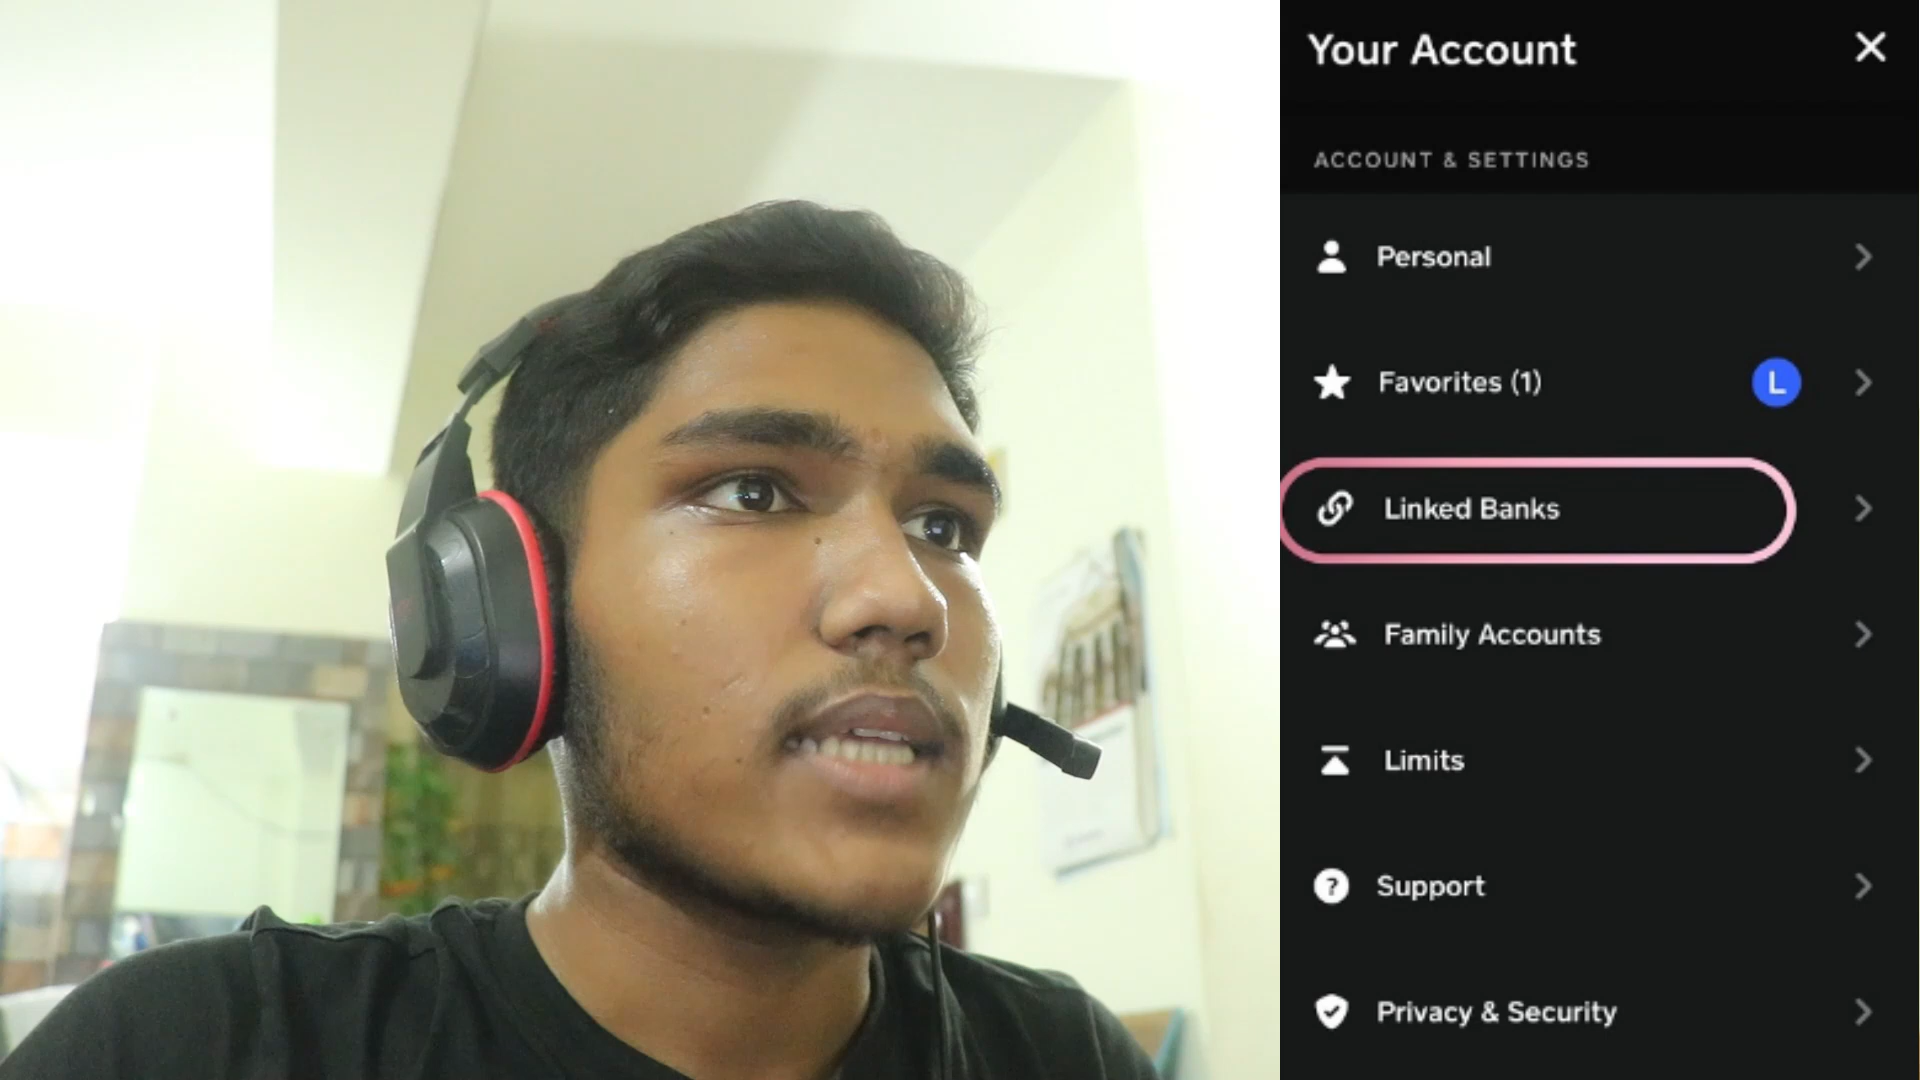 Your Account
ACCOUNT & SETTINGS
Personal
Favorites (1)
L
Linked Banks
Family Accounts
Limits
Support
Privacy & Security